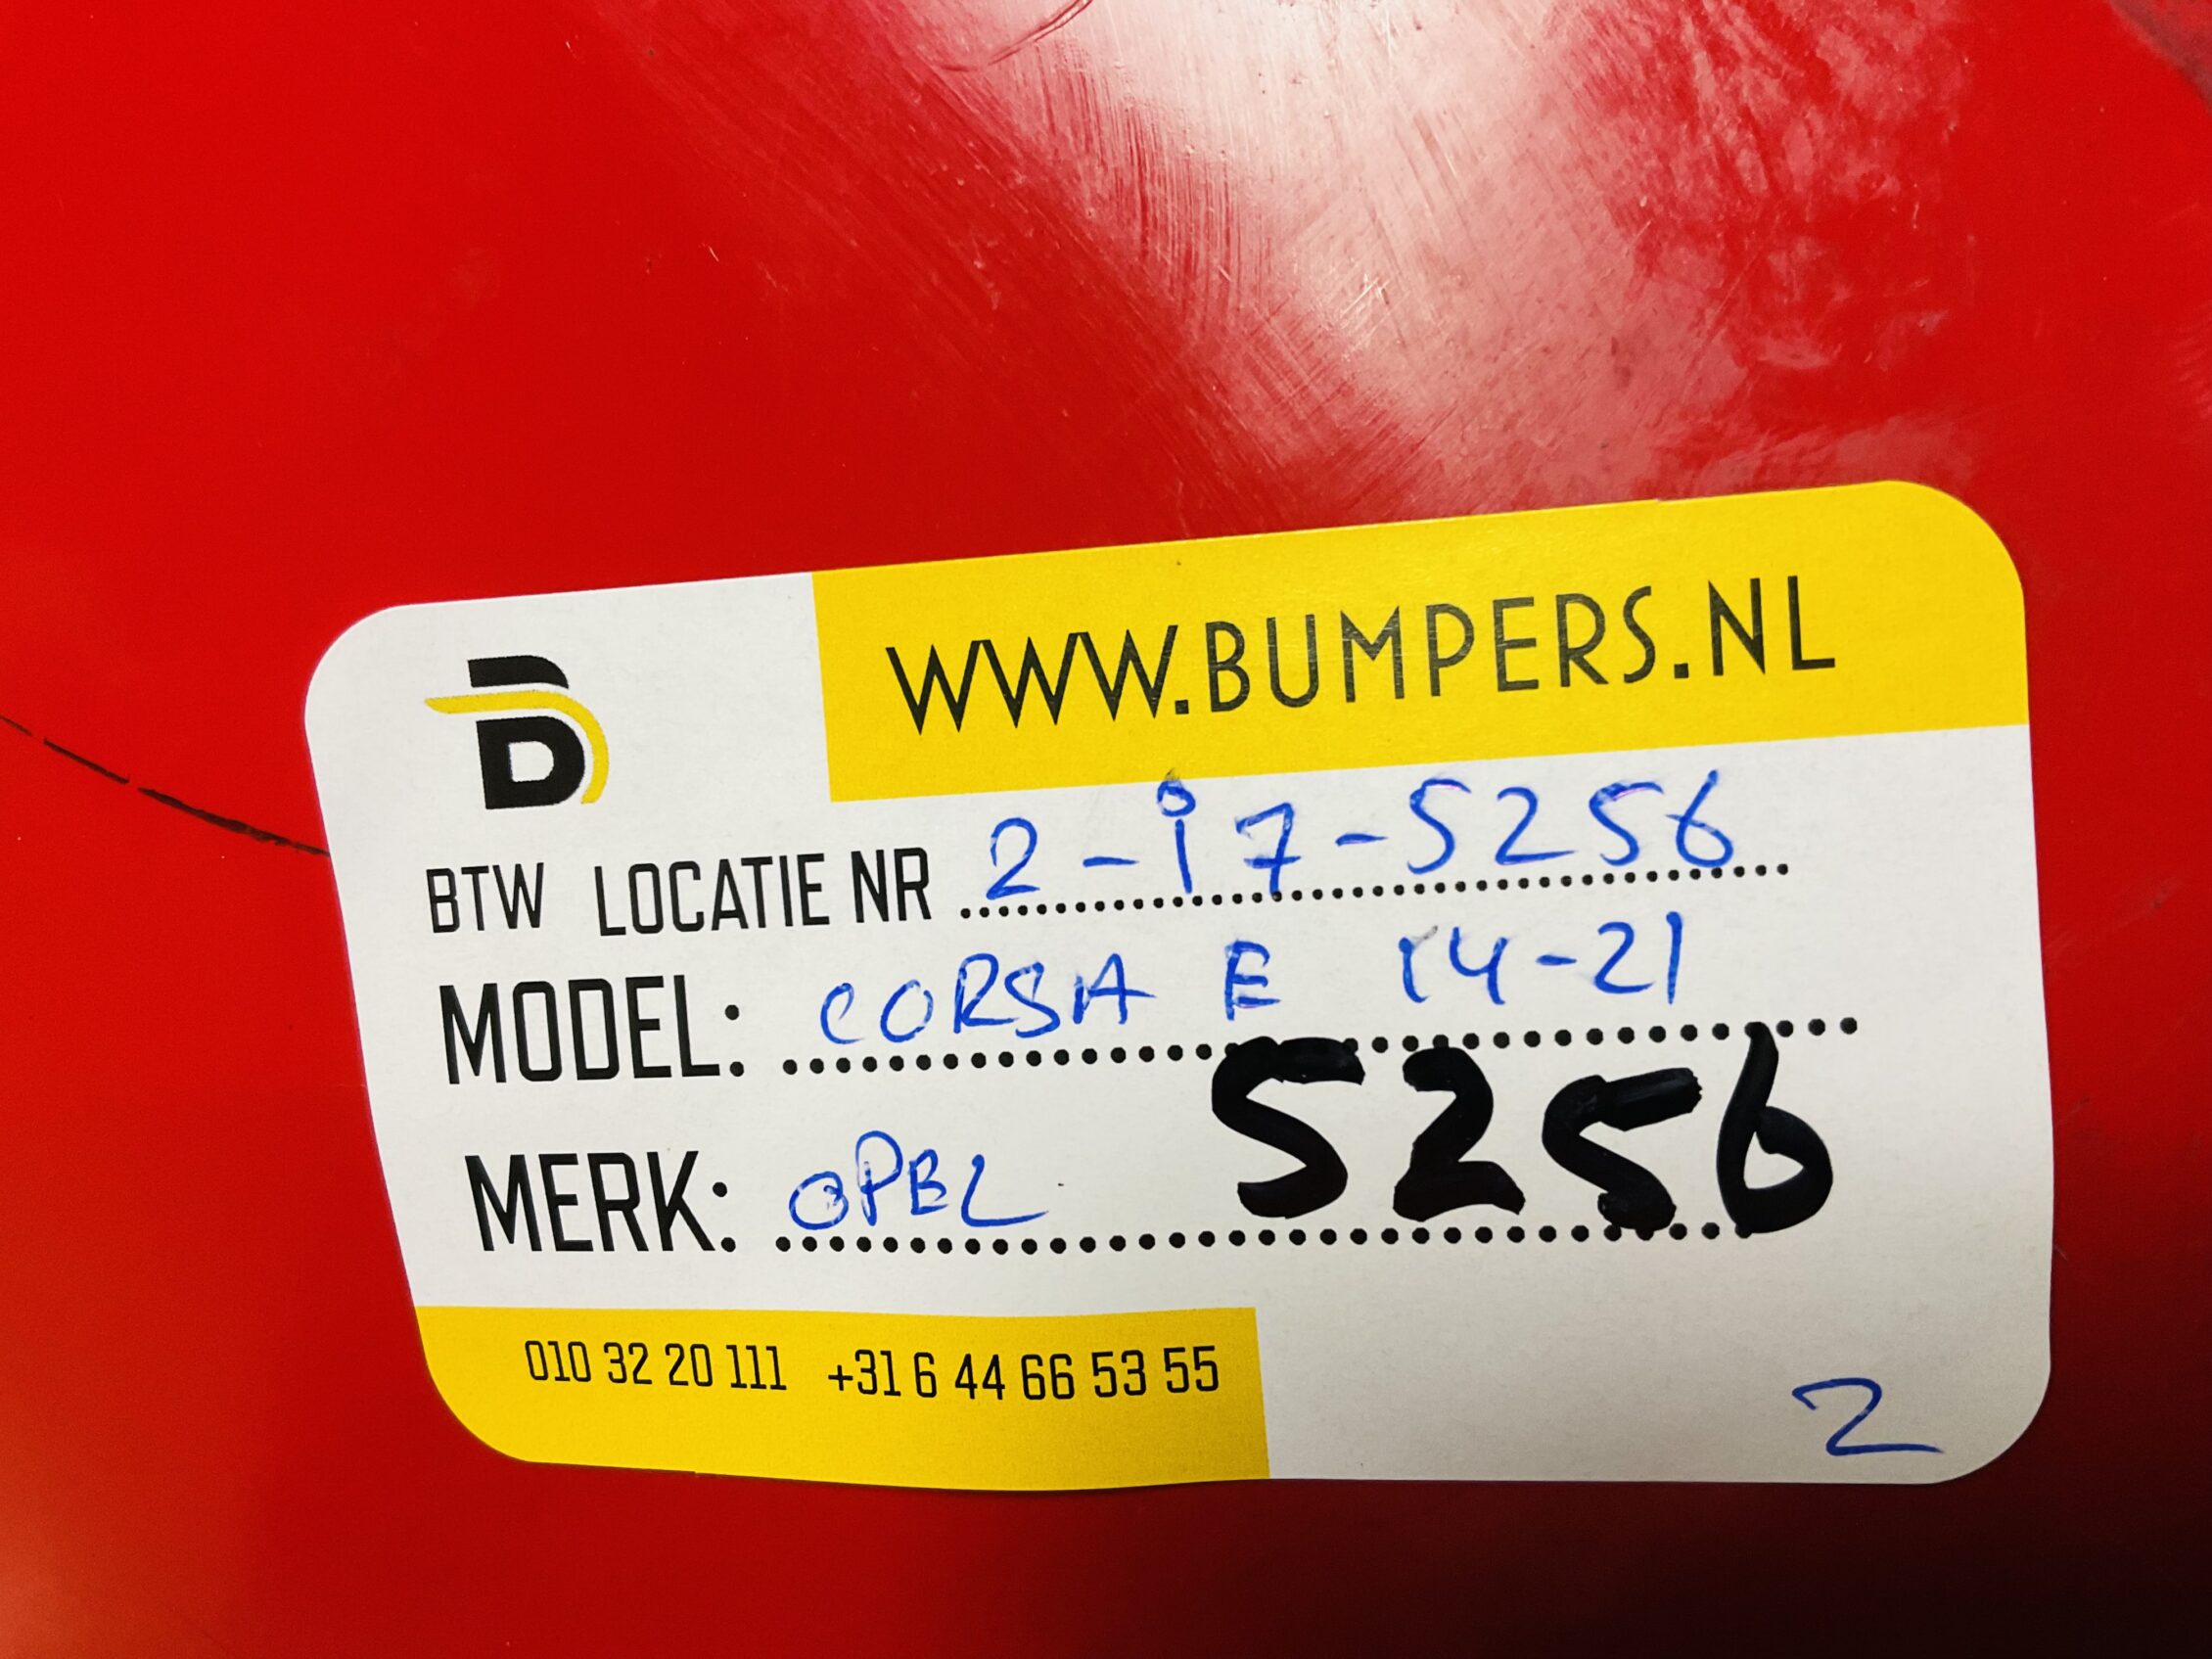 WWW.BUMPERS.NL
BTW LOCATIE NR 2-i7-5256
MODEL: CORSA E 14-21
MERK: OPEL 5256
010 32 20 111 +31 6 44 66 53 55
2